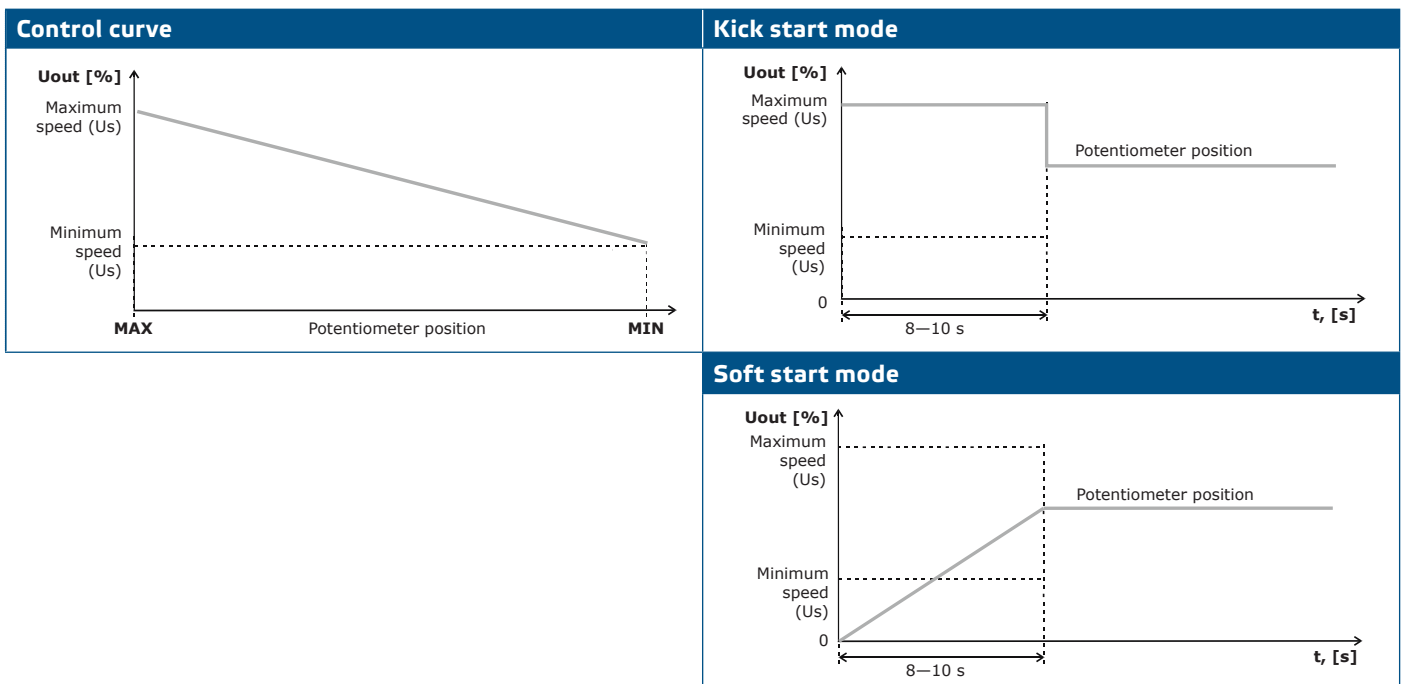 Control curve
Uout [%]
Maximum
speed (Us)
Minimum
speed
(Us)
MAX
Potentiometer position
MIN
Kick start mode
Uout [%]
Maximum
speed (Us)
Potentiometer position
Minimum
speed
(Us)
0
t, [s]
8—10 s
Soft start mode
Uout [%]
Maximum
speed
(Us)
Potentiometer position
Minimum
speed
(Us)
0
t, [s]
8—10 s